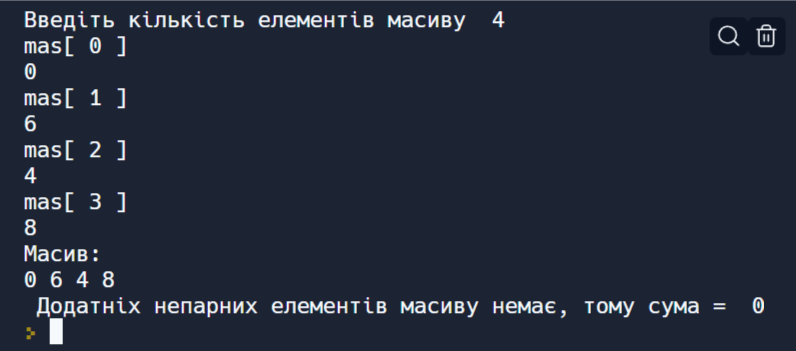 Введіть кількість елементів масиву  4
mas[ 0 ]
0
mas[ 1 ]
6
mas[ 2 ]
4
mas[ 3 ]
8
Масив:
0 6 4 8
 Додатніх непарних елементів масиву немає, тому сума =  0
>